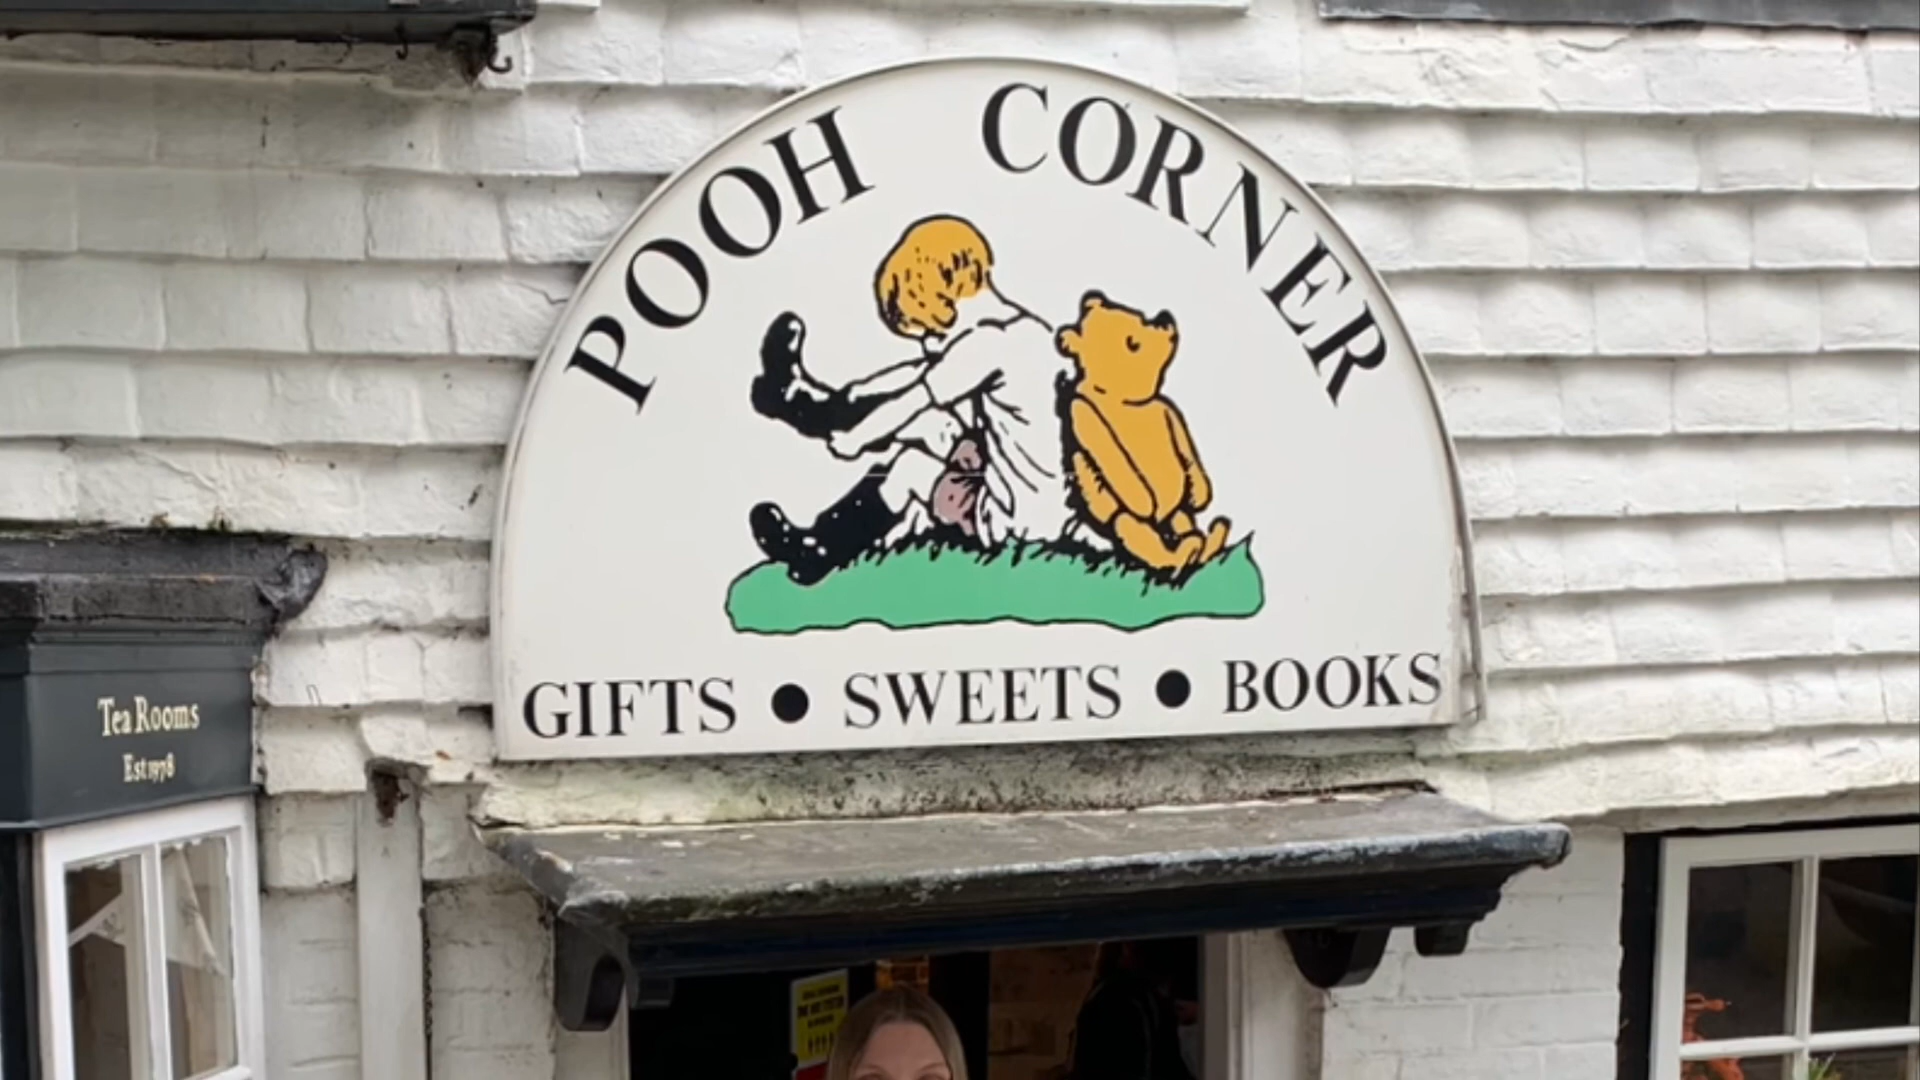 POOH CORNER
GIFTS • SWEETS • BOOKS
Tea Rooms
Est 1978